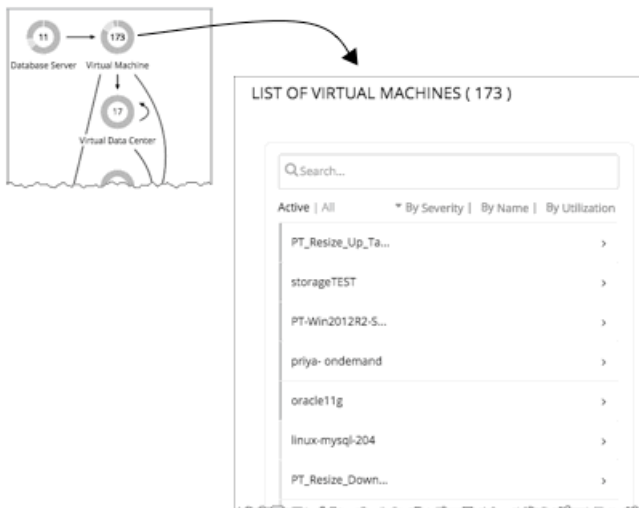 11
173
Database Server
Virtual Machine
17
Virtual Data Center
LIST OF VIRTUAL MACHINES ( 173 )
Search...
Active | All
By Severity | By Name | By Utilization
PT_Resize_Up_Ta...
storageTEST
PT-Win2012R2-S...
priya- ondemand
oracle11g
linux-mysql-204
PT_Resize_Down...